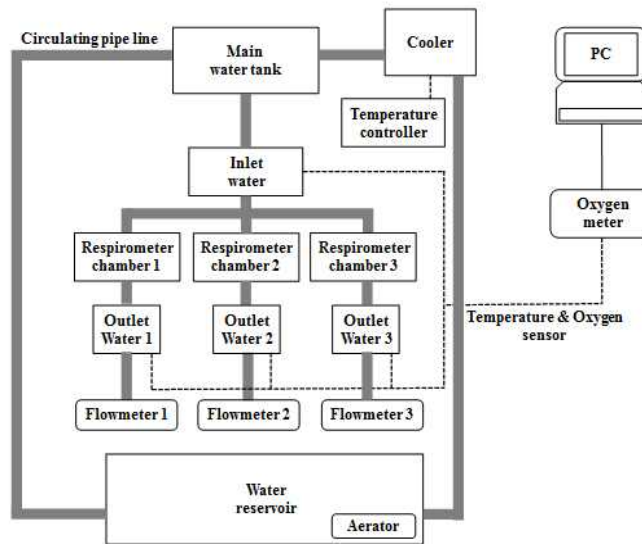 Circulating pipe line
Main
water tank
Cooler
PC
Temperature
controller
Inlet
water
Oxygen
meter
Respirometer
chamber 1
Respirometer
chamber 2
Respirometer
chamber 3
Outlet
Water 1
Outlet
Water 2
Outlet
Water 3
Temperature & Oxygen
sensor
Flowmeter 1
Flowmeter 2
Flowmeter 3
Water
reservoir
Aerator